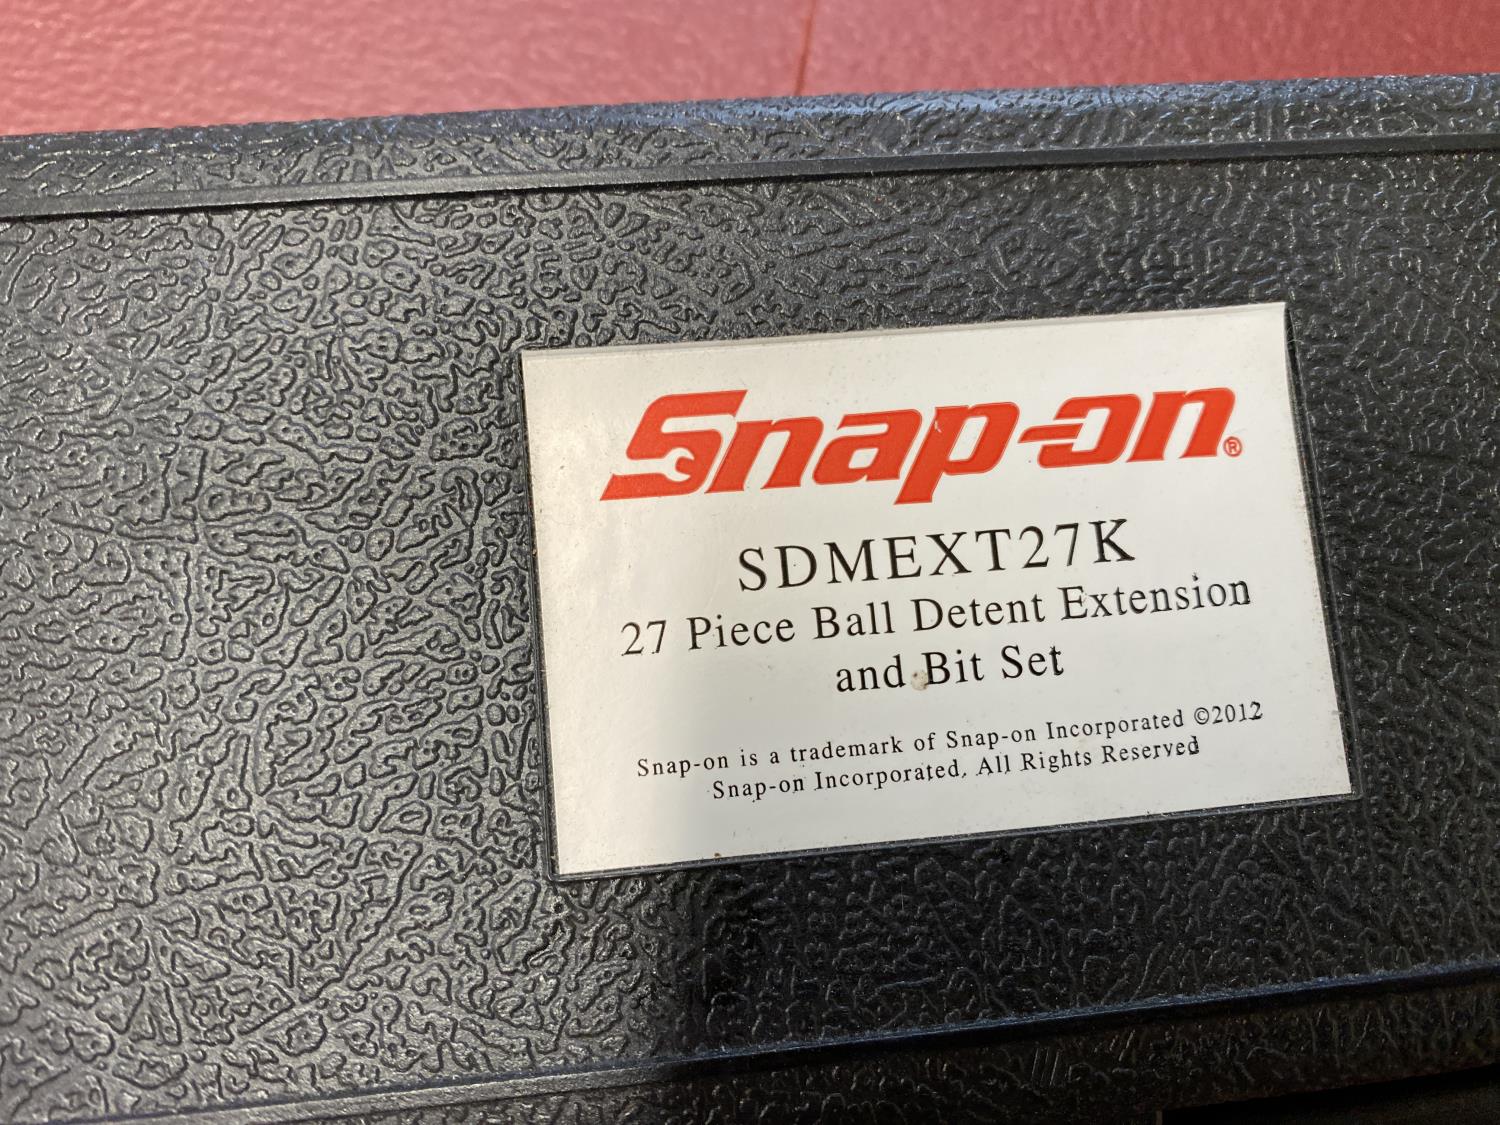 Snap-on®
SDMEXT27K
27 Piece Ball Detent Extension
and Bit Set
Snap-on is a trademark of Snap-on Incorporated ©2012
Snap-on Incorporated, All Rights Reserved